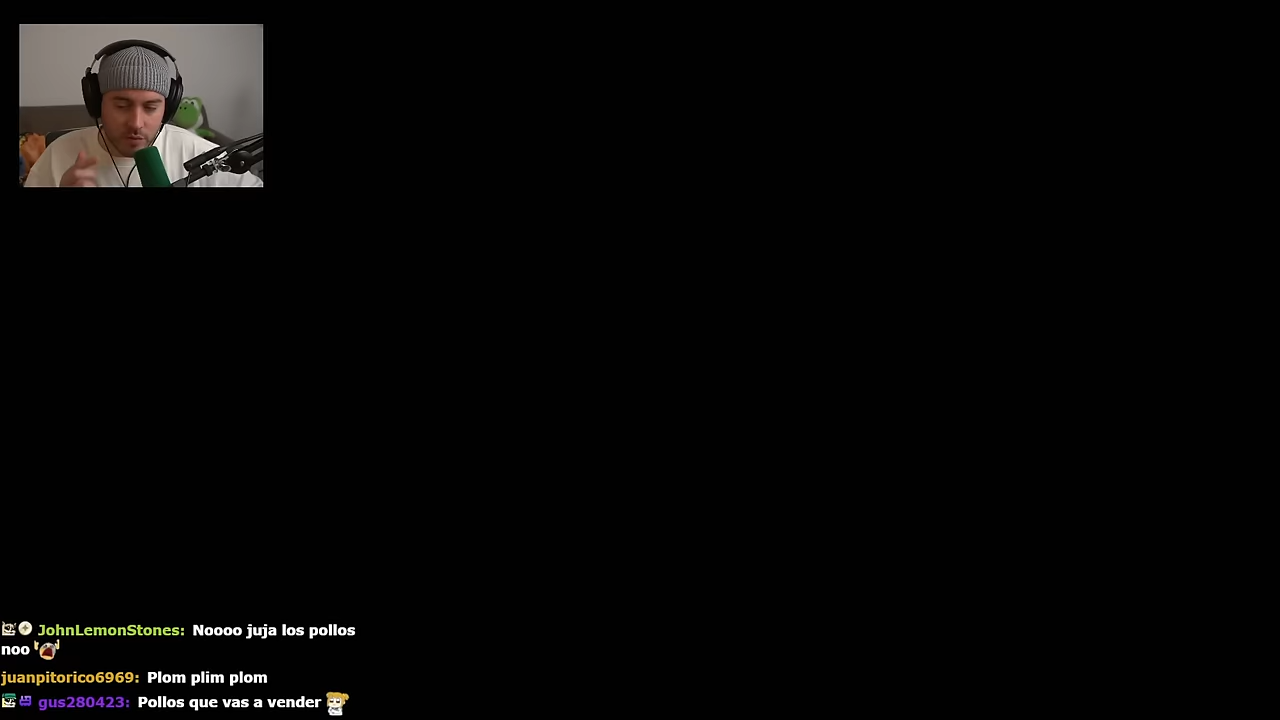 JohnLemonStones: Noooo juja los pollos
noo
juanpitorico6969: Plom plim plom
gus280423: Pollos que vas a vender